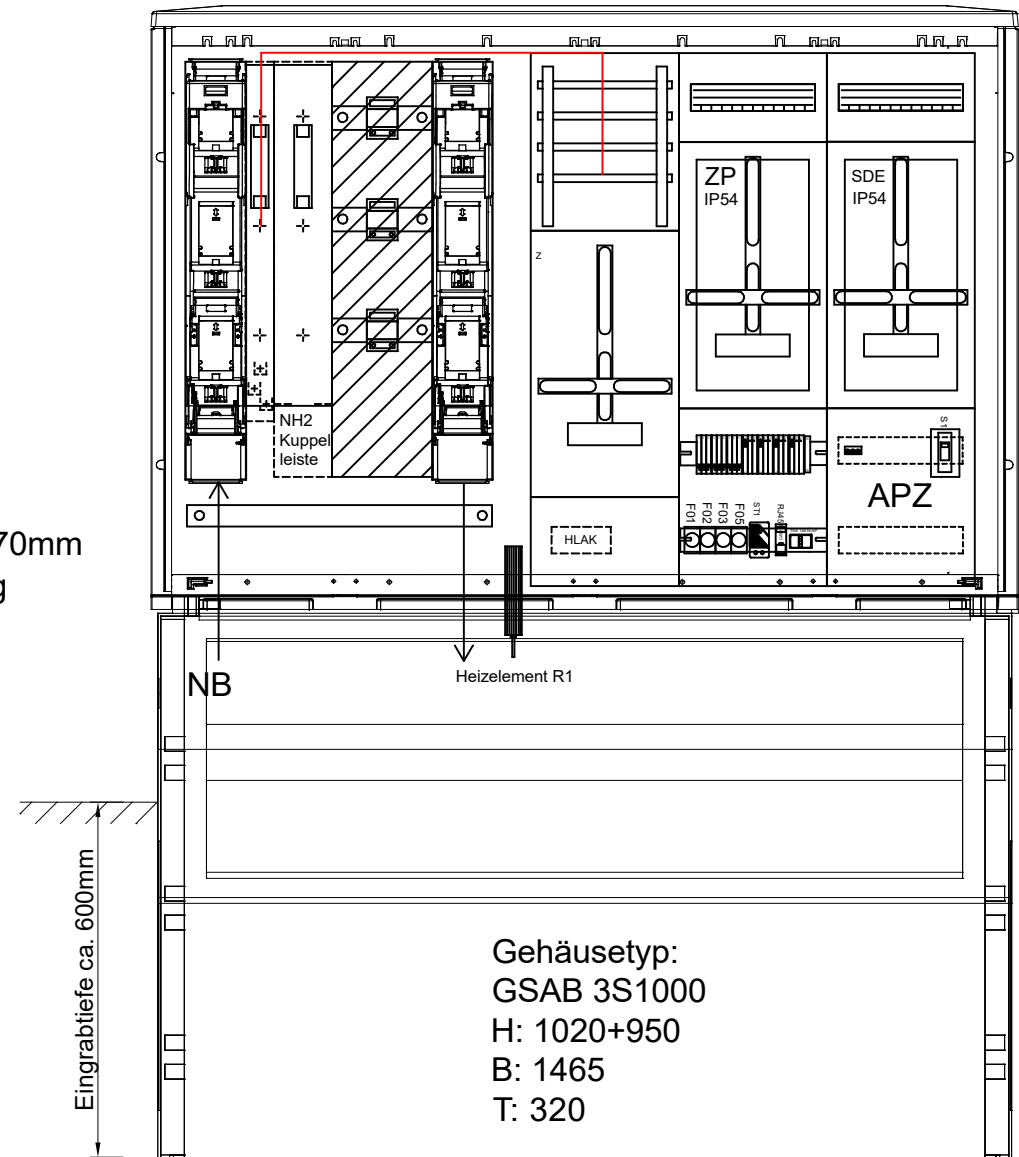 ZP
IP54
SDE
IP54
Z
NH2
Kuppel
leiste
S1
APZ
F01
F02
F03
F05
ST1
RJ45
HLAK
70mm
g
NB
Heizelement R1
Eingrabtiefe ca. 600mm
Gehäusetyp:
GSAB 3S1000
H: 1020+950
B: 1465
T: 320